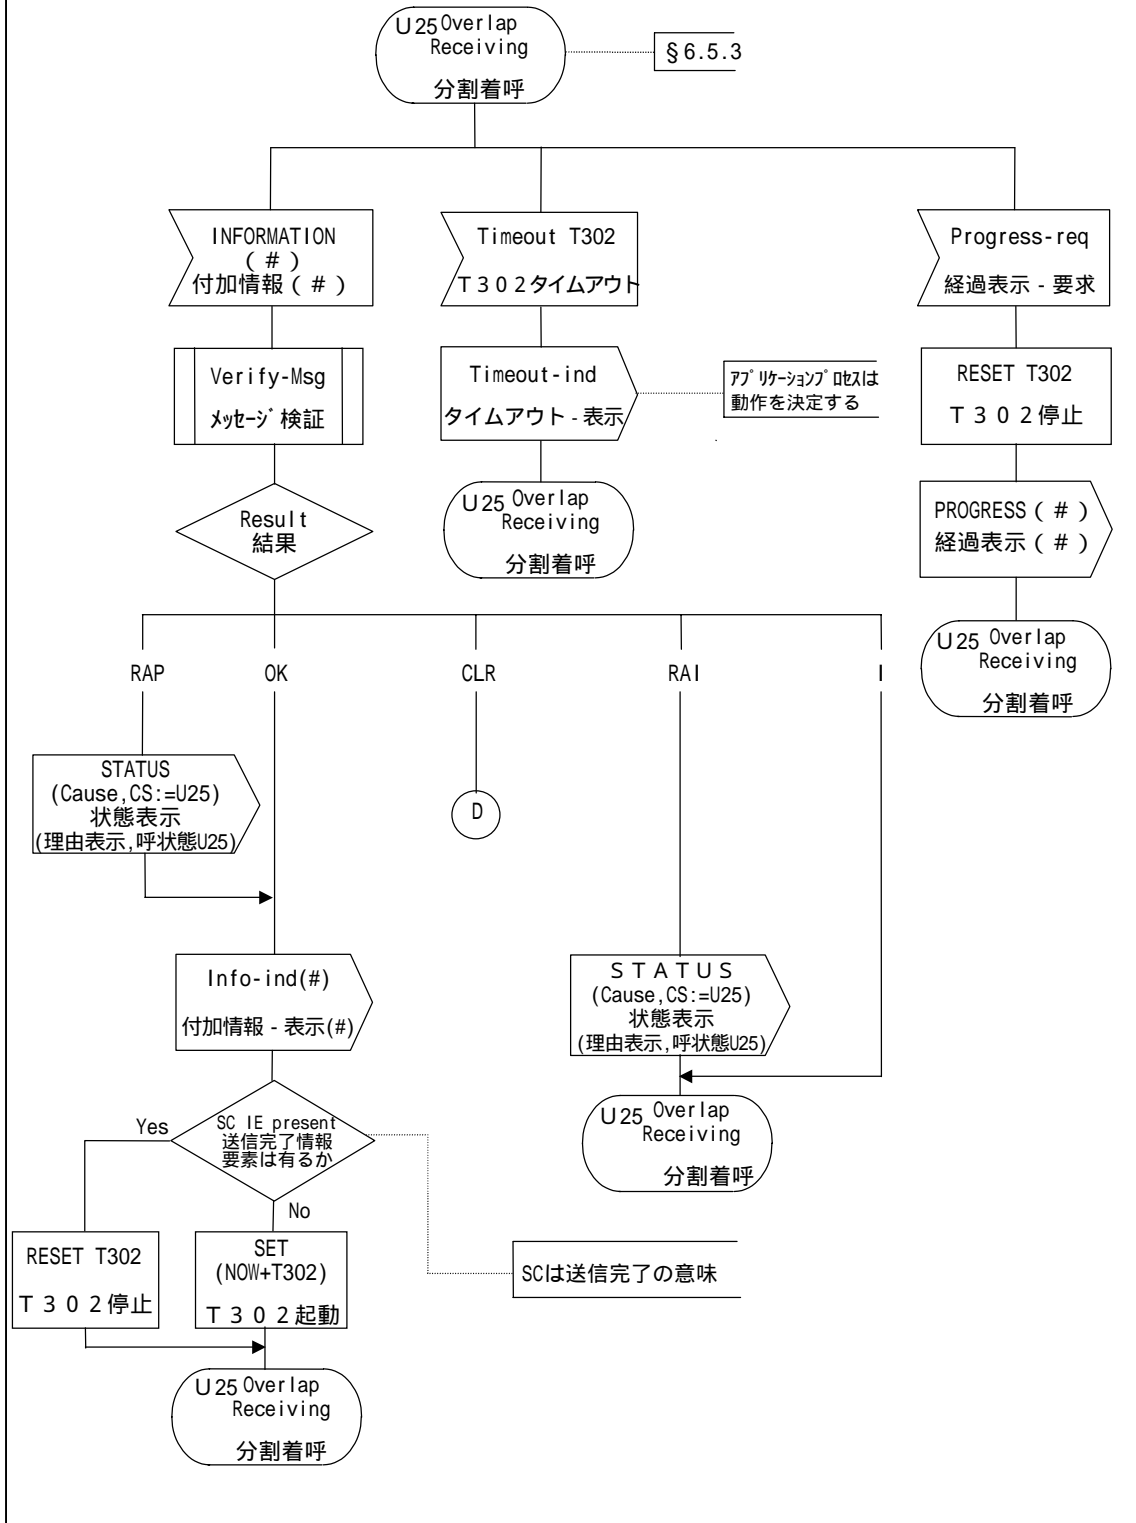 U25 Overlap
Receiving
分割着呼
§6.5.3
INFORMATION
(#)
付加情報(#)
Timeout T302
T302タイムアウト
Progress-req
経過表示-要求
Verify-Msg
メッセージ検証
Timeout-ind
タイムアウト-表示
アプリケーションプロセスは
動作を決定する
RESET T302
T302停止
Result
結果
U25 Overlap
Receiving
分割着呼
PROGRESS(#)
経過表示(#)
U25 Overlap
Receiving
分割着呼
RAP
OK
CLR
RAI
I
STATUS
(Cause,CS:=U25)
状態表示
(理由表示,呼状態U25)
D
Info-ind(#)
付加情報-表示(#)
STATUS
(Cause,CS:=U25)
状態表示
(理由表示,呼状態U25)
Yes
SC IE present
送信完了情報
要素は有るか
No
U25 Overlap
Receiving
分割着呼
RESET T302
T302停止
SET
(NOW+T302)
T302起動
SCは送信完了の意味
U25 Overlap
Receiving
分割着呼